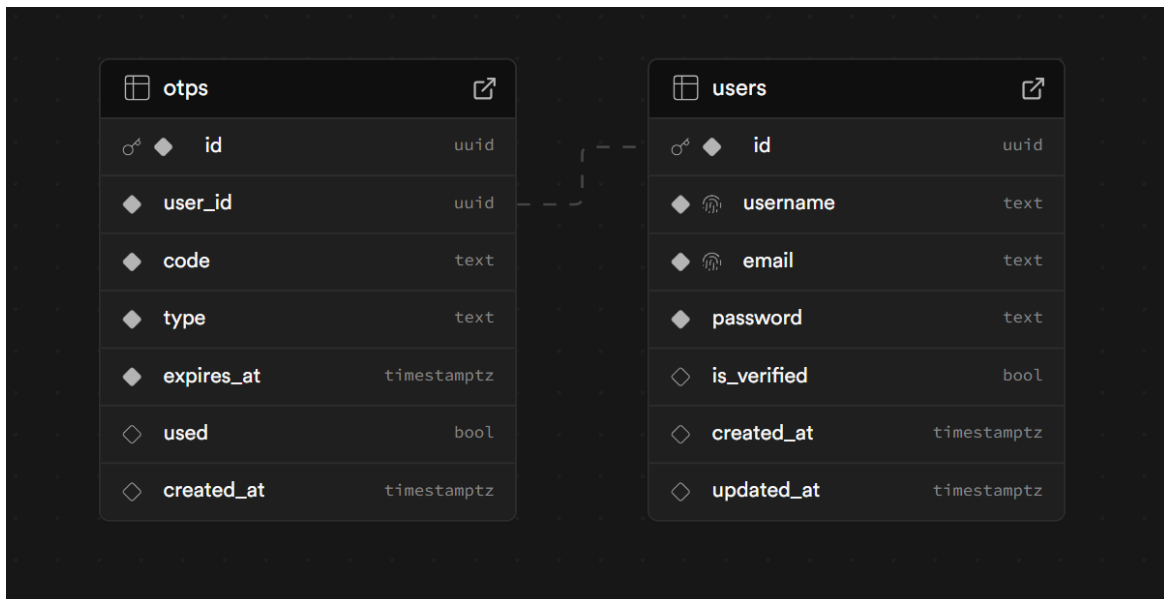 otps
id uuid
user_id uuid
code text
type text
expires_at timestamptz
used bool
created_at timestamptz
users
id uuid
username text
email text
password text
is_verified bool
created_at timestamptz
updated_at timestamptz